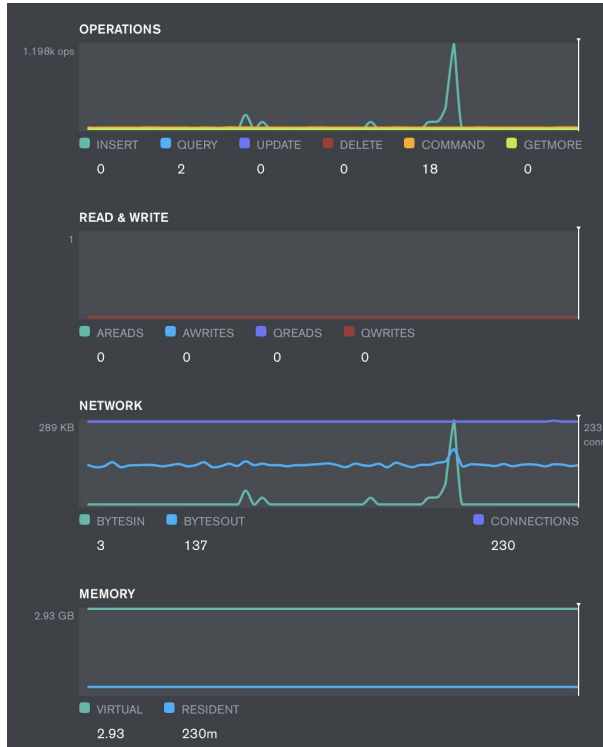 OPERATIONS
1.198k ops
INSERT QUERY UPDATE DELETE COMMAND GETMORE
0 2 0 0 18 0
READ & WRITE
1
AREADS AWRITES QREADS QWRITES
0 0 0 0
NETWORK
289 KB 233
BYTESIN BYTESOUT CONNECTIONS
3 137 230
MEMORY
2.93 GB
VIRTUAL RESIDENT
2.93 230m